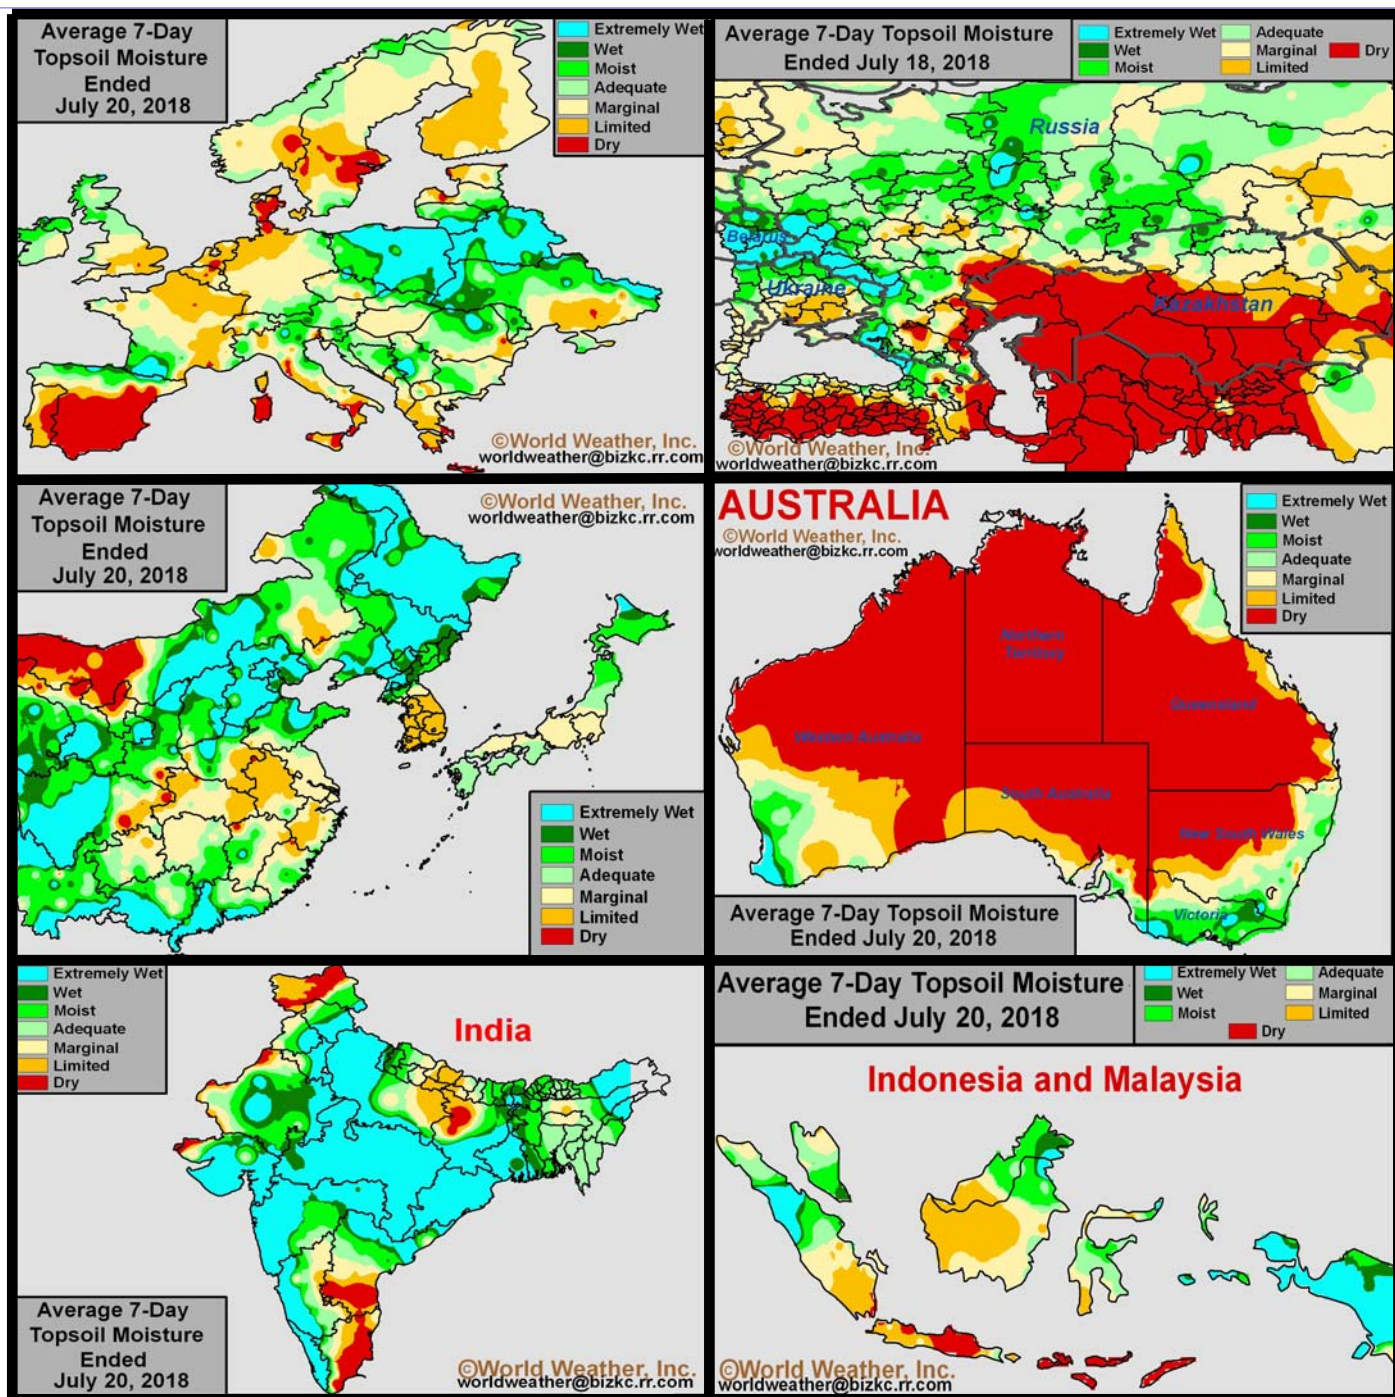 Average 7-Day
Topsoil Moisture
Ended
July 20, 2018
Extremely Wet
Wet
Moist
Adequate
Marginal
Limited
Dry
©World Weather, Inc.
worldweather@bizkc.rr.com
Average 7-Day Topsoil Moisture
Ended July 18, 2018
Extremely Wet
Wet
Moist
Adequate
Marginal
Limited
Dry
Russia
Belarus
Ukraine
Kazakhstan
©World Weather, Inc.
worldweather@bizkc.rr.com
Average 7-Day
Topsoil Moisture
Ended
July 20, 2018
©World Weather, Inc.
worldweather@bizkc.rr.com
Extremely Wet
Wet
Moist
Adequate
Marginal
Limited
Dry
AUSTRALIA
©World Weather, Inc.
worldweather@bizkc.rr.com
Extremely Wet
Wet
Moist
Adequate
Marginal
Limited
Dry
Northern
Territory
Queensland
Western Australia
South Australia
New South Wales
Victoria
Average 7-Day Topsoil Moisture
Ended July 20, 2018
Extremely Wet
Wet
Moist
Adequate
Marginal
Limited
Dry
India
Average 7-Day
Topsoil Moisture
Ended
July 20, 2018
©World Weather, Inc.
worldweather@bizkc.rr.com
Average 7-Day Topsoil Moisture
Ended July 20, 2018
Extremely Wet
Wet
Moist
Adequate
Marginal
Limited
Dry
Indonesia and Malaysia
©World Weather, Inc.
worldweather@bizkc.rr.com